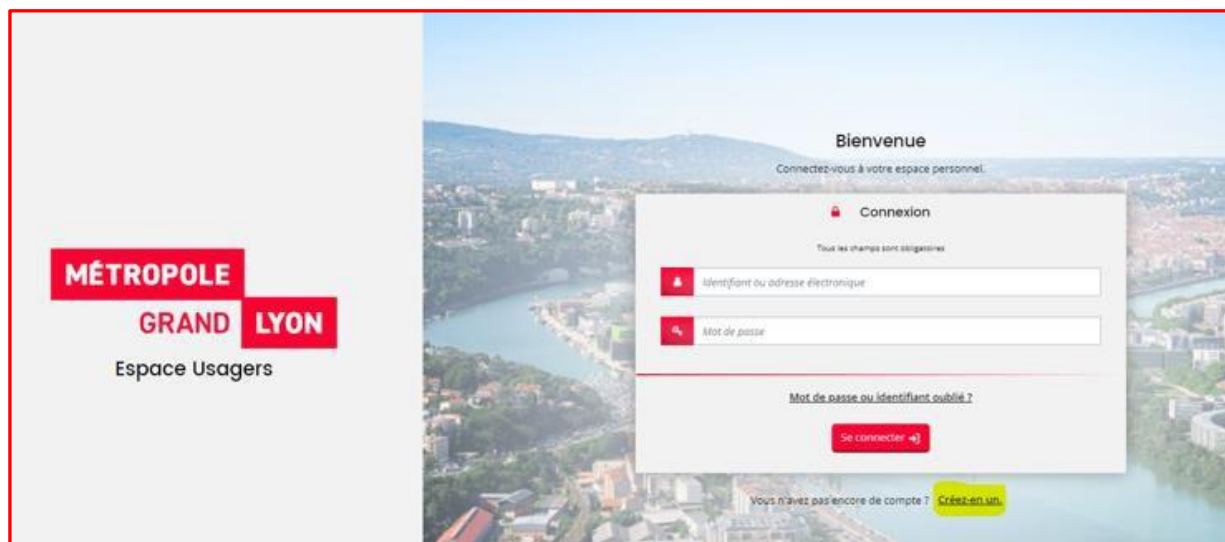 MÉTROPOLE
GRAND LYON
Espace Usagers
Bienvenue
Connectez-vous à votre espace personnel.
Connexion
Tous les champs sont obligatoires
Identifiant ou adresse électronique
Mot de passe
Mot de passe ou identifiant oublié ?
Se connecter
Vous n'avez pas encore de compte ? Créez-en un.